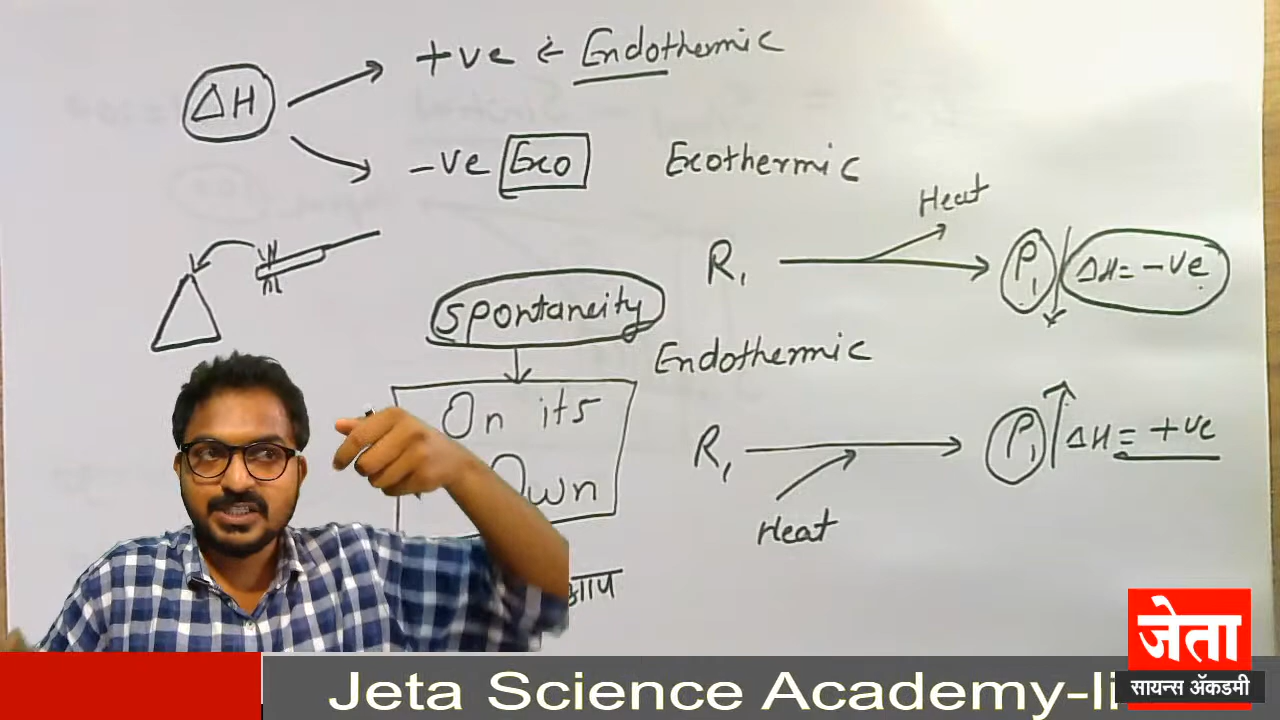 ΔH
+ve ← Endothermic
-ve Exo
Exothermic
R₁
Heat
P₁ ΔH = -ve
spontaneity
On its
Own
Endothermic
R₁
Heat
P₁ ΔH = +ve
जेता
सायन्स ॲकडमी
Jeta Science Academy-li